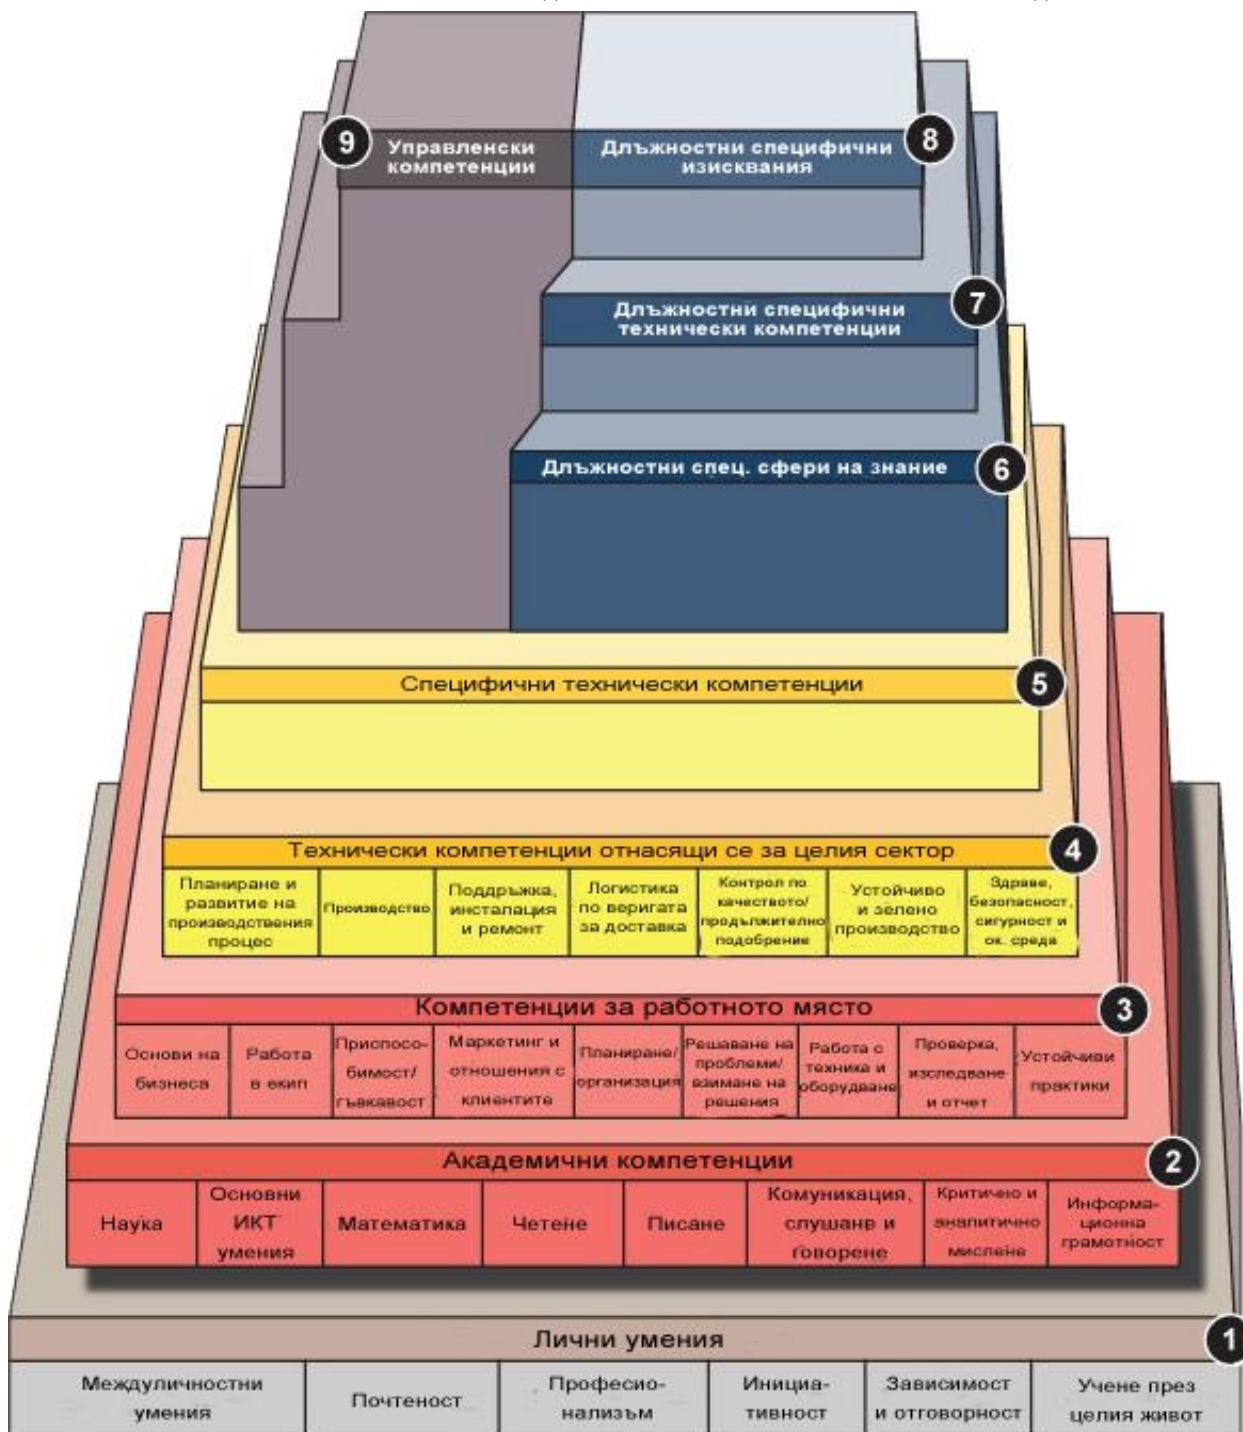 9
Управленски
компетенции
Длъжностни специфични
изисквания
8
Длъжностни специфични
технически компетенции
7
Длъжностни спец. сфери на знание
6
Специфични технически компетенции
5
Технически компетенции отнасящи се за целия сектор
4
Планиране и
развитие на
производствения
процес
Производство
Поддръжка,
инсталация
и ремонт
Логистика
по веригата
за доставка
Контрол по
качеството/
продължително
подобрение
Устойчиво
и зелено
производство
Здраве,
безопасност,
сигурност и
ок. среда
Компетенции за работното място
3
Основи на
бизнеса
Работа
в екип
Приспосо-
бимост/
гъвкавост
Маркетинг и
отношения с
клиентите
Планиране/
организация
Решаване на
проблеми/
взимане на
решения
Работа с
техника и
оборудване
Проверка,
изследване
и отчет
Устойчиви
практики
Академични компетенции
2
Наука
Основни
ИКТ
умения
Математика
Четене
Писане
Комуникация,
слушане и
говорене
Критично и
аналитично
мислене
Информа-
ционна
грамотност
Лични умения
1
Междуличностни
умения
Почтеност
Професио-
нализъм
Инициа-
тивност
Зависимост
и отговорност
Учене през
целия живот